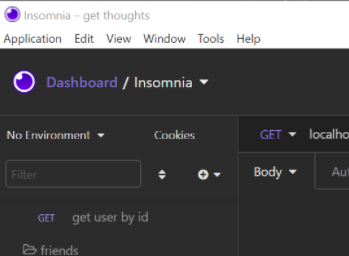 Insomnia – get thoughts
Application Edit View Window Tools Help
Dashboard / Insomnia
No Environment Cookies GET localho
Filter Body Aut
GET get user by id
friends